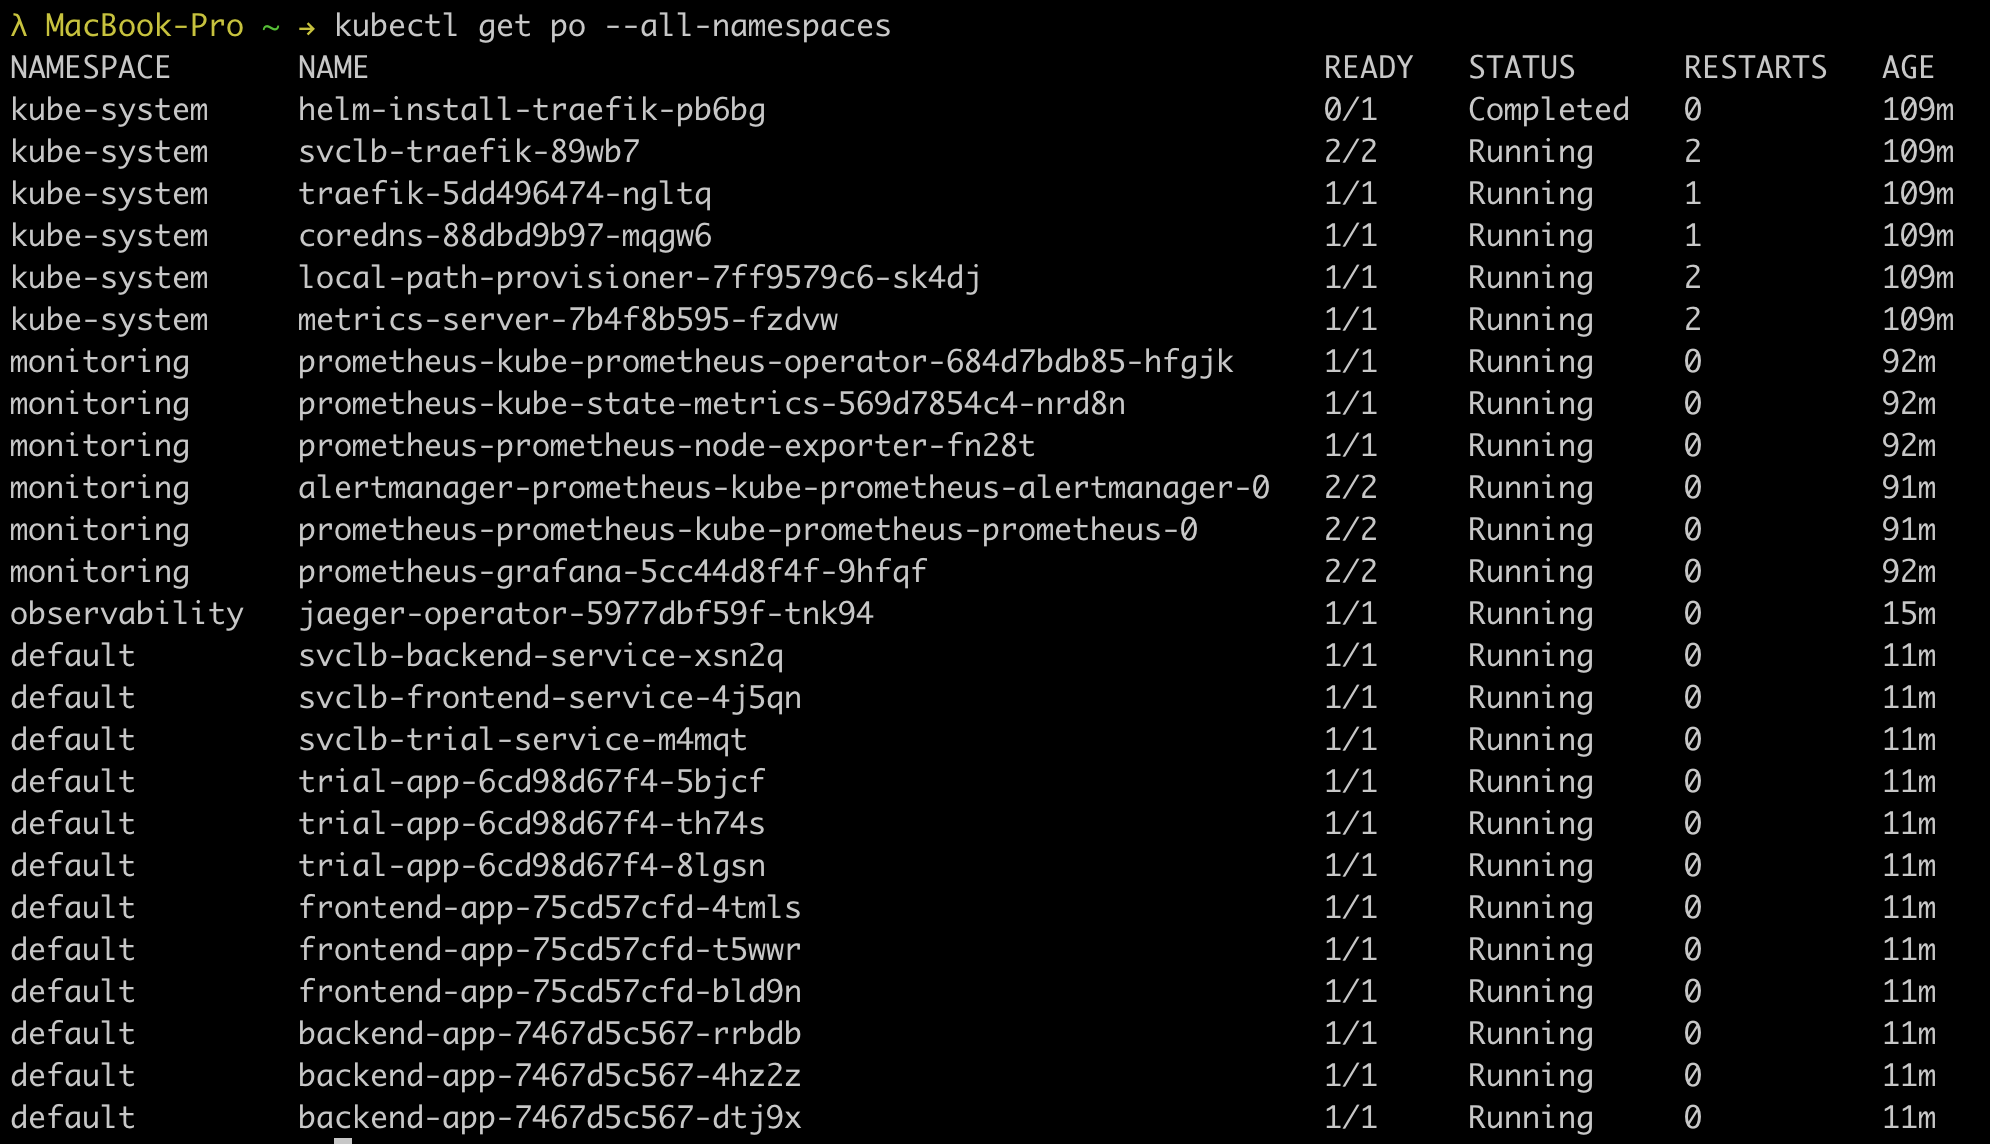 λ MacBook-Pro ~ → kubectl get po --all-namespaces
NAMESPACE NAME READY STATUS RESTARTS AGE
kube-system helm-install-traefik-pb6bg 0/1 Completed 0 109m
kube-system svclb-traefik-89wb7 2/2 Running 2 109m
kube-system traefik-5dd496474-ngltq 1/1 Running 1 109m
kube-system coredns-88dbd9b97-mqgw6 1/1 Running 1 109m
kube-system local-path-provisioner-7ff9579c6-sk4dj 1/1 Running 2 109m
kube-system metrics-server-7b4f8b595-fzdvw 1/1 Running 2 109m
monitoring prometheus-kube-prometheus-operator-684d7bdb85-hfgjk 1/1 Running 0 92m
monitoring prometheus-kube-state-metrics-569d7854c4-nrd8n 1/1 Running 0 92m
monitoring prometheus-prometheus-node-exporter-fn28t 1/1 Running 0 92m
monitoring alertmanager-prometheus-kube-prometheus-alertmanager-0 2/2 Running 0 91m
monitoring prometheus-prometheus-kube-prometheus-prometheus-0 2/2 Running 0 91m
monitoring prometheus-grafana-5cc44d8f4f-9hfqf 2/2 Running 0 92m
observability jaeger-operator-5977dbf59f-tnk94 1/1 Running 0 15m
default svclb-backend-service-xsn2q 1/1 Running 0 11m
default svclb-frontend-service-4j5qn 1/1 Running 0 11m
default svclb-trial-service-m4mqt 1/1 Running 0 11m
default trial-app-6cd98d67f4-5bjcf 1/1 Running 0 11m
default trial-app-6cd98d67f4-th74s 1/1 Running 0 11m
default trial-app-6cd98d67f4-8lgsn 1/1 Running 0 11m
default frontend-app-75cd57cfd-4tmls 1/1 Running 0 11m
default frontend-app-75cd57cfd-t5wwr 1/1 Running 0 11m
default frontend-app-75cd57cfd-bld9n 1/1 Running 0 11m
default backend-app-7467d5c567-rrbdb 1/1 Running 0 11m
default backend-app-7467d5c567-4hz2z 1/1 Running 0 11m
default backend-app-7467d5c567-dtj9x 1/1 Running 0 11m